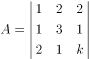 A = | 1 2 2 |
| 1 3 1 |
| 2 1 k |